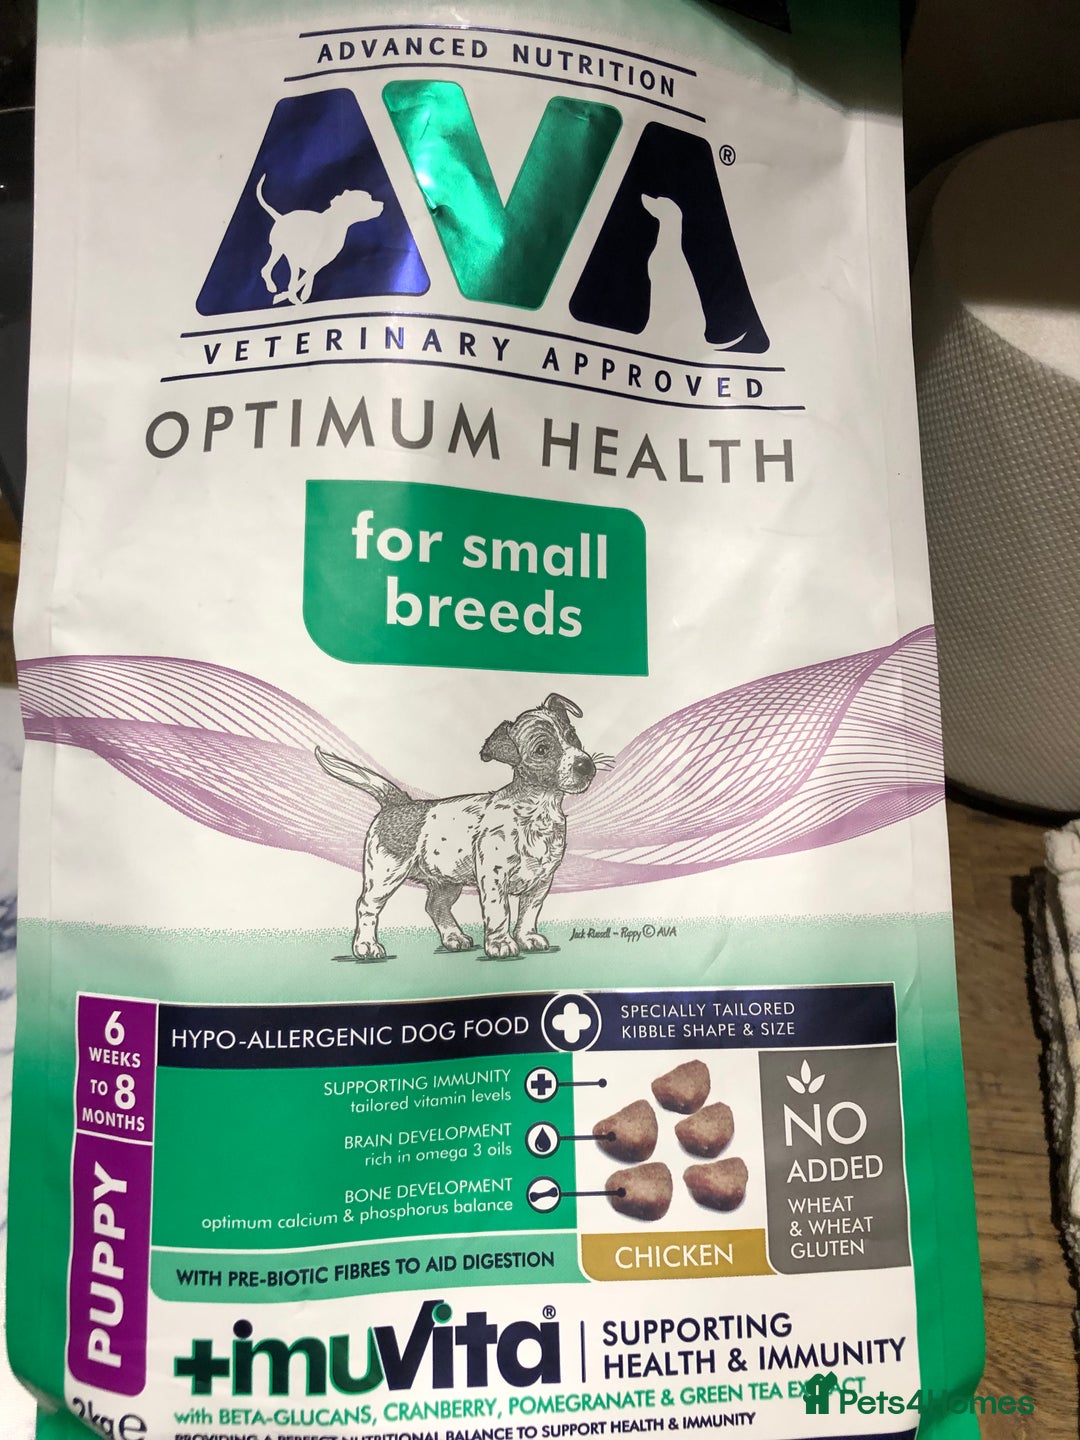 ADVANCED NUTRITION
AVA®
VETERINARY APPROVED
OPTIMUM HEALTH
for small
breeds
Jack Russell - Puppy © AVA
6
WEEKS
TO 8
MONTHS
PUPPY
HYPO-ALLERGENIC DOG FOOD
SPECIALLY TAILORED
KIBBLE SHAPE & SIZE
SUPPORTING IMMUNITY
tailored vitamin levels
BRAIN DEVELOPMENT
rich in omega 3 oils
BONE DEVELOPMENT
optimum calcium & phosphorus balance
NO
ADDED
WHEAT
& WHEAT
GLUTEN
WITH PRE-BIOTIC FIBRES TO AID DIGESTION
CHICKEN
+imuVita®
SUPPORTING
HEALTH & IMMUNITY
with BETA-GLUCANS, CRANBERRY, POMEGRANATE & GREEN TEA EXTRACT
PROVIDING A PERFECT NUTRITIONAL BALANCE TO SUPPORT HEALTH & IMMUNITY
2kg e
Pets4Homes